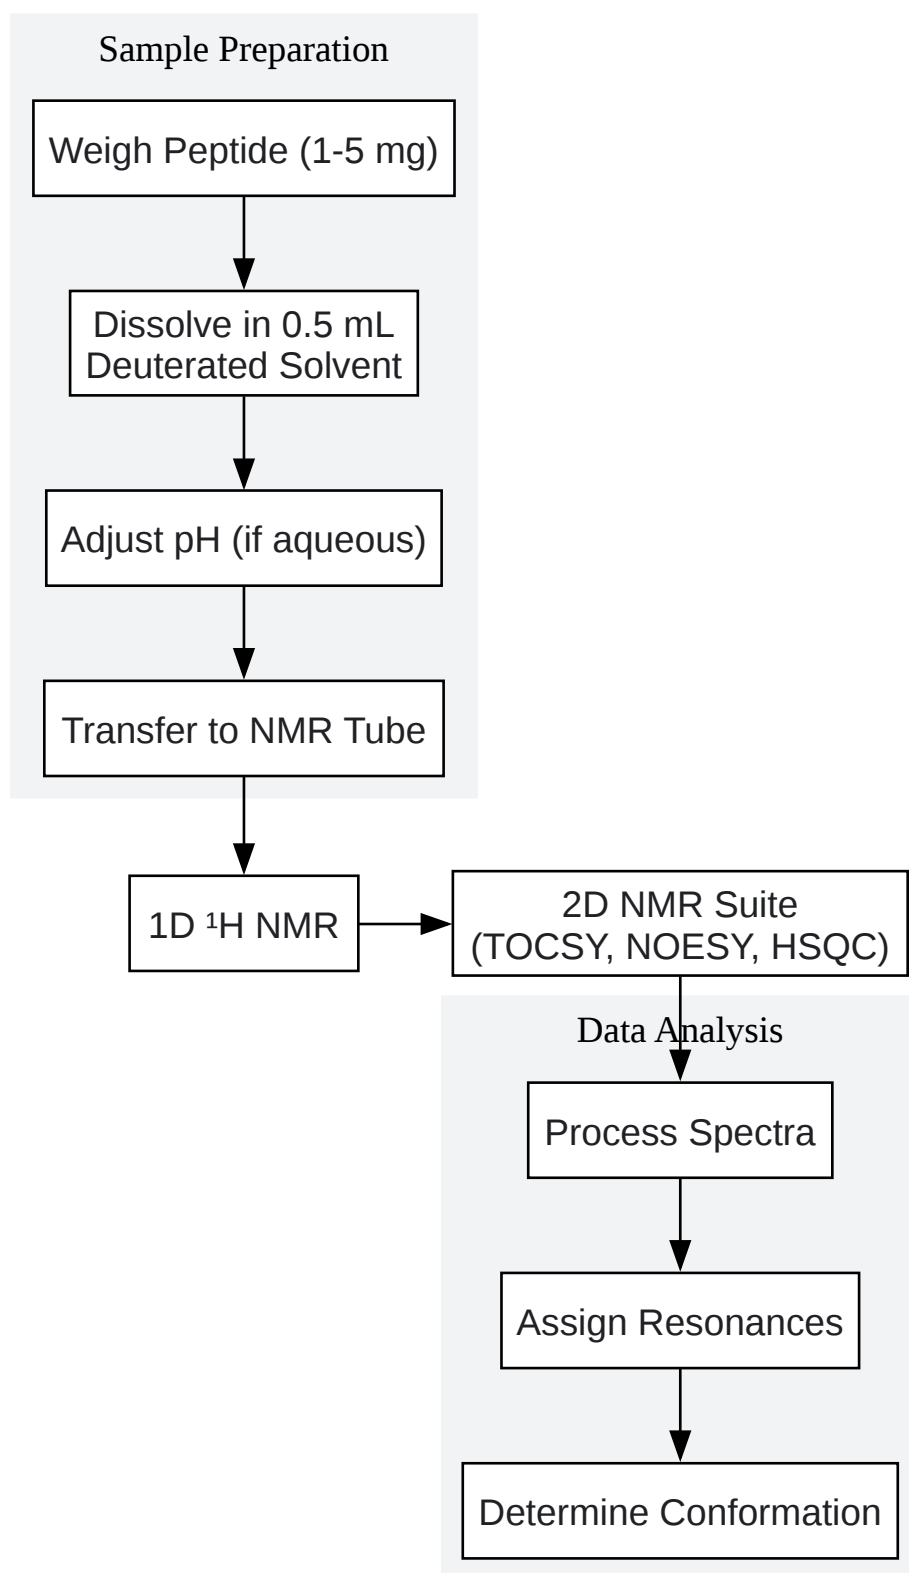 Sample Preparation
Weigh Peptide (1-5 mg)
Dissolve in 0.5 mL
Deuterated Solvent
Adjust pH (if aqueous)
Transfer to NMR Tube
1D ¹H NMR
2D NMR Suite
(TOCSY, NOESY, HSQC)
Data Analysis
Process Spectra
Assign Resonances
Determine Conformation